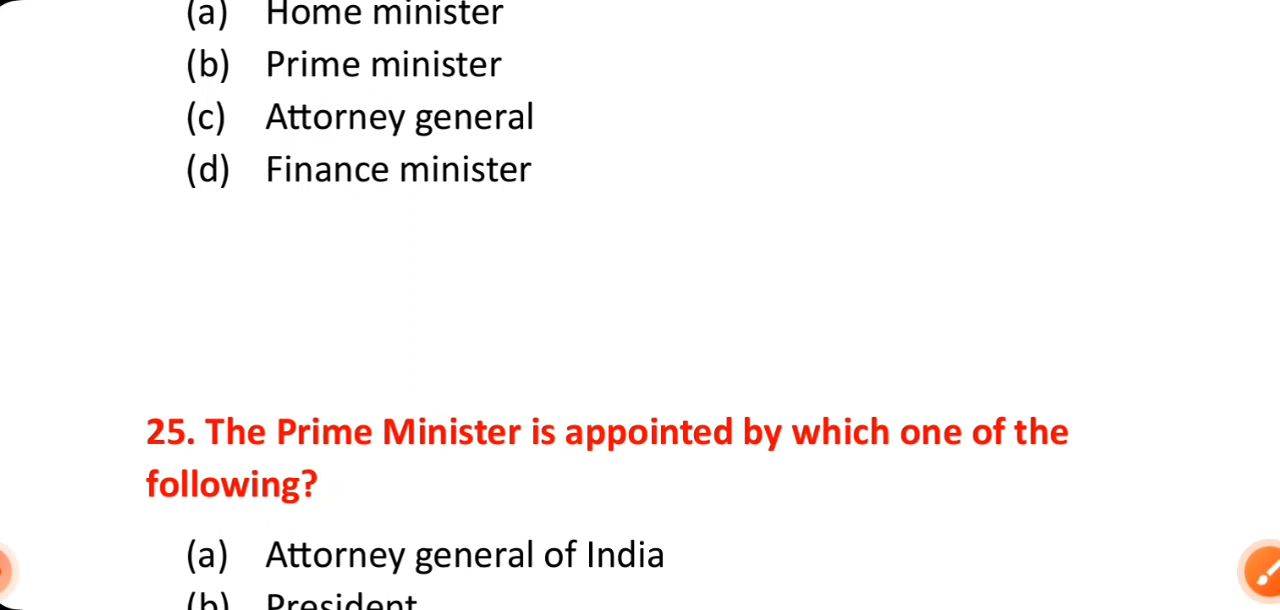 (a) Home minister
(b) Prime minister
(c) Attorney general
(d) Finance minister
25. The Prime Minister is appointed by which one of the
following?
(a) Attorney general of India
(b) President